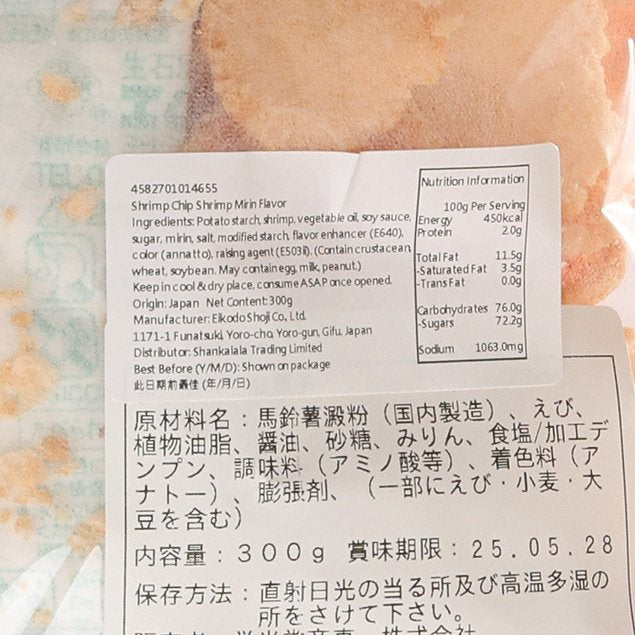 生石
4582701014655
Shrimp Chip Shrimp Mirin Flavor
Ingredients: Potato starch, shrimp, vegetable oil, soy sauce,
sugar, mirin, salt, modified starch, flavor enhancer (E640),
color (annatto), raising agent (E503ii). (Contain crustacean
wheat, soybean. May contain egg, milk, peanut.)
Keep in cool & dry place, consume ASAP once opened.
Origin: Japan Net Content: 300g
Manufacturer: Eikodo Shoji Co., Ltd.
1171-1 Funatsuki, Yoro-cho, Yoro-gun, Gifu, Japan
Distributor: Shankalala Trading Limited
Best Before (Y/M/D): Shown on package
此日期前最佳 (年/月/日)
Nutrition Information
100g Per Serving
Energy 450kcal
Protein 2.0g
Total Fat 11.5g
-Saturated Fat 3.5g
-Trans Fat 0.0g
Carbohydrates 76.0g
-Sugars 72.2g
Sodium 1063.0mg
原材料名：馬鈴薯澱粉（国内製造）、えび、
植物油脂、醤油、砂糖、みりん、食塩/加工デ
ンプン、調味料（アミノ酸等）、着色料（ア
ナトー）、膨張剤、（一部にえび・小麦・大
豆を含む）
内容量：３００ｇ 賞味期限：25.05.28
保存方法：直射日光の当る所及び高温多湿の
所をさけて下さい。